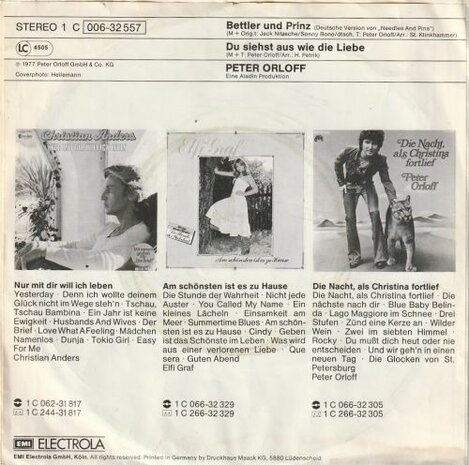 STEREO 1 C 006-32 557
LC 4505
℗ 1977 Peter Orloff GmbH & Co. KG
Coverphoto: Heilemann
Bettler und Prinz (Deutsche Version von „Needles And Pins“)
(M + Orig.t: Jack Nitzsche/Sonny Bono/dtsch. T: Peter Orloff/Arr.: St. Klinkhammer)
Du siehst aus wie die Liebe
(M + T: Peter Orloff/Arr.: H. Petrik)
PETER ORLOFF
Eine Aladin Produktion
Christian Anders
Elfi Graf
Am schönsten ist es zu Hause
Die Nacht,
als Christina
fortlief
Peter
Orloff
Nur mit dir will ich leben
Yesterday · Denn ich wollte deinem
Glück nicht im Wege steh'n · Tschau,
Tschau Bambina · Ein Jahr ist keine
Ewigkeit · Husbands And Wives · Der
Brief · Love What A Feeling · Mädchen
Namenlos · Dunja · Tokio Girl · Easy
For Me
Christian Anders
1 C 062-31 817
1 C 244-31 817
Am schönsten ist es zu Hause
Die Stunde der Wahrheit · Nicht jede
Auster · You Called My Name · Ein
kleines Lächeln · Einsamkeit am
Meer · Summertime Blues · Am schön-
sten ist es zu Hause · Cindy · Geben
ist das Schönste im Leben · Was wird
aus einer verlorenen Liebe · Que
sera · Guten Abend
Elfi Graf
1 C 066-32 329
1 C 266-32 329
Die Nacht, als Christina fortlief
Die Nacht, als Christina fortlief · Die
nächste nach dir · Blue Baby Belin-
da · Lago Maggiore im Schnee · Drei
Stufen · Zünd eine Kerze an · Wilder
Wein · Zwei im siebten Himmel ·
Rocky · Du mußt dich heut oder nie
entscheiden · Und wir geh'n in einen
neuen Tag · Die Glocken von St.
Petersburg
Peter Orloff
1 C 066-32 305
1 C 266-32 305
EMI ELECTROLA
EMI Electrola GmbH, Köln. All rights reserved. Printed in Germany by Druckhaus Maack KG, 5880 Lüdenscheid.